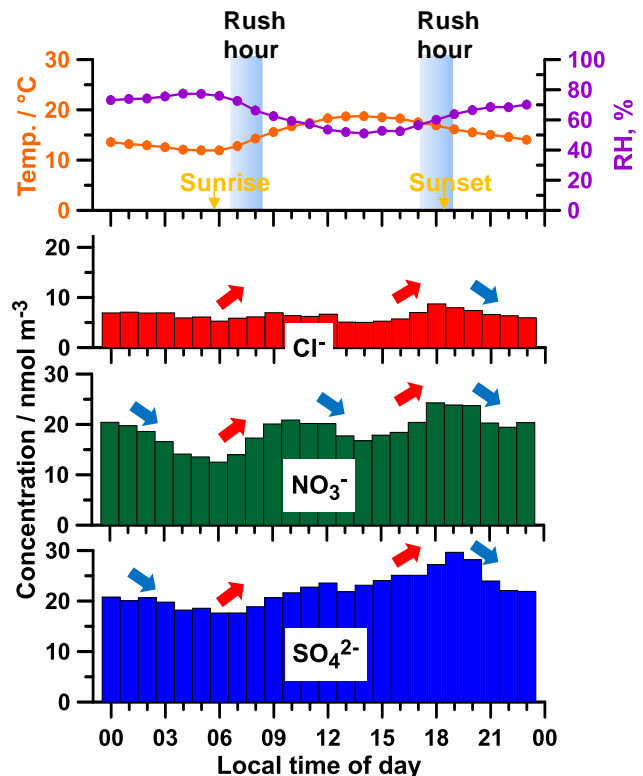 Rush hour
Rush hour
Temp. / °C
30
20
10
0
100
80
60
40
20
0
RH, %
Sunrise
Sunset
Concentration / nmol m⁻³
20
10
0
Cl⁻
30
20
10
0
NO₃⁻
30
20
10
0
SO₄²⁻
00 03 06 09 12 15 18 21 00
Local time of day